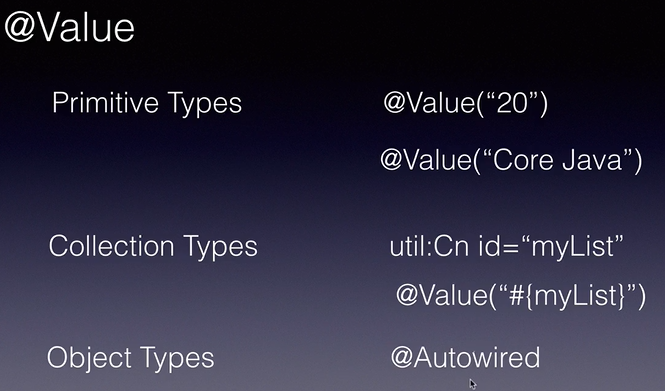 @Value
Primitive Types @Value(“20”)
@Value(“Core Java”)
Collection Types util:Cn id=“myList”
@Value(“#{myList}”)
Object Types @Autowired